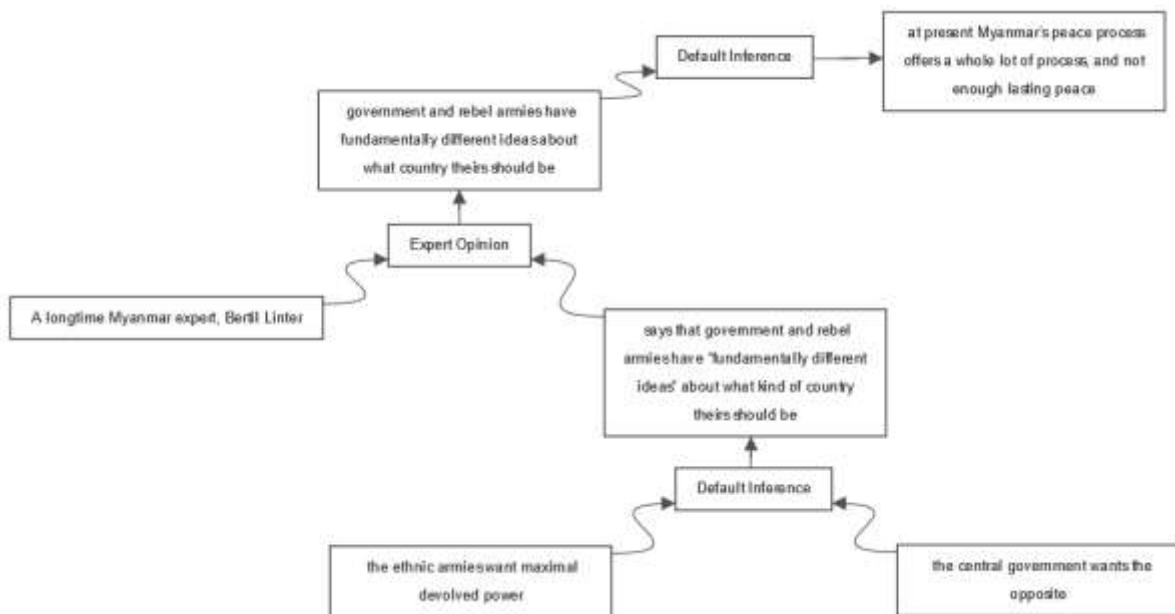 at present Myanmar's peace process
offers a whole lot of process, and not
enough lasting peace
Default Inference
government and rebel armies have
fundamentally different ideas about
what country theirs should be
Expert Opinion
A longtime Myanmar expert, Bertil Linter
says that government and rebel
armies have "fundamentally different
ideas" about what kind of country
theirs should be
Default Inference
the ethnic armies want maximal
devolved power
the central government wants the
opposite